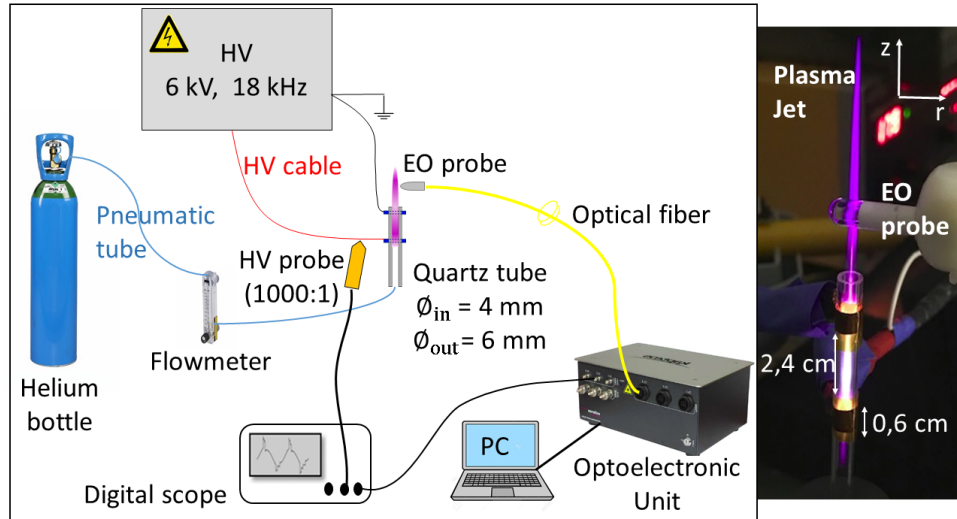 HV
6 kV, 18 kHz
HV cable
EO probe
Optical fiber
Pneumatic
tube
HV probe
(1000:1)
Quartz tube
Ø in = 4 mm
Ø out = 6 mm
Flowmeter
Helium
bottle
Digital scope
PC
Optoelectronic
Unit
Plasma
Jet
z
r
EO
probe
2,4 cm
0,6 cm